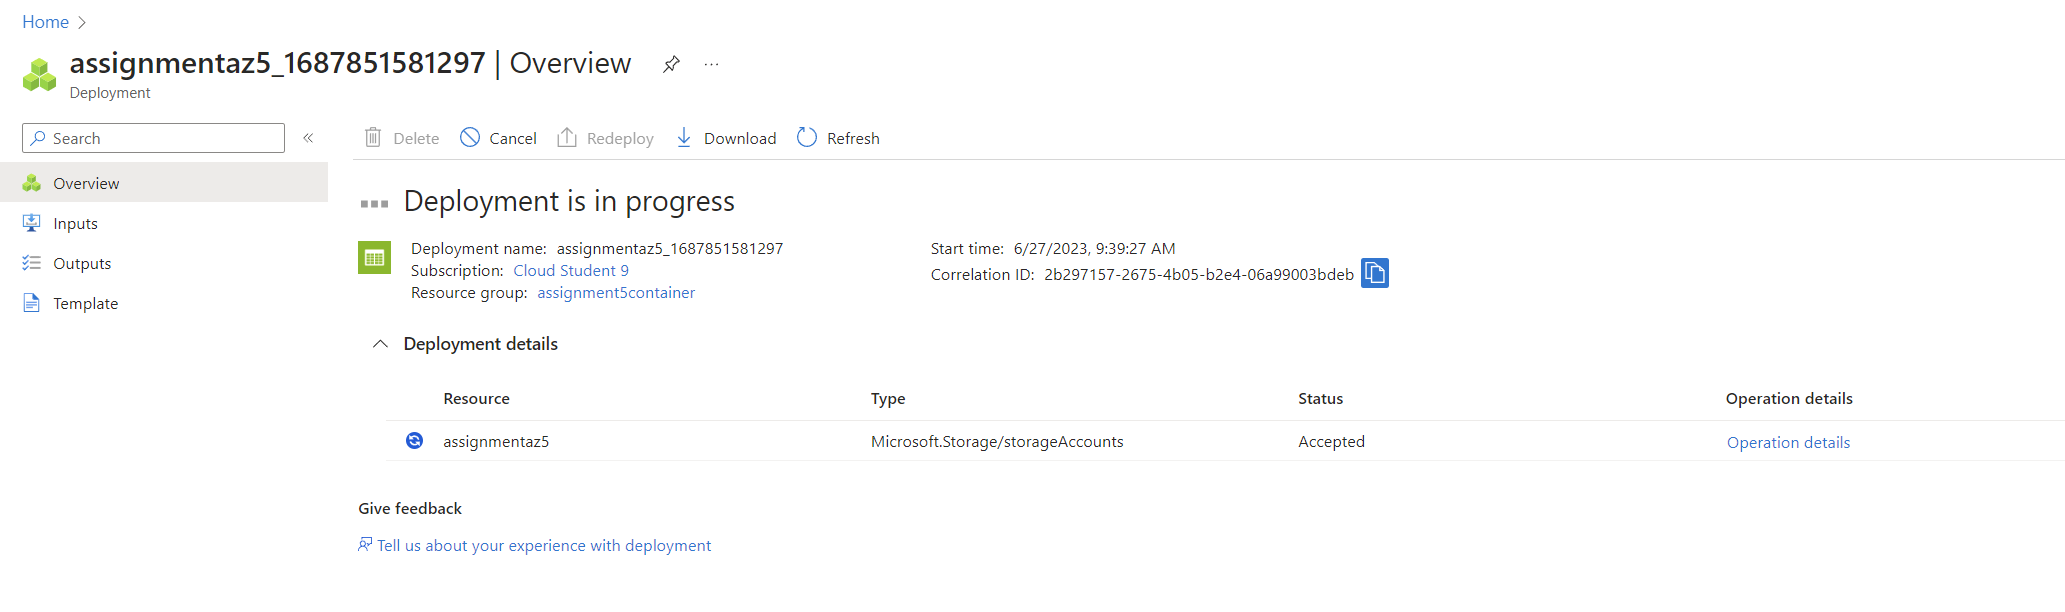 Home
assignmentaz5_1687851581297 | Overview
Deployment
Search
Overview
Inputs
Outputs
Template
Delete Cancel Redeploy Download Refresh
Deployment is in progress
Deployment name: assignmentaz5_1687851581297
Subscription: Cloud Student 9
Resource group: assignment5container
Start time: 6/27/2023, 9:39:27 AM
Correlation ID: 2b297157-2675-4b05-b2e4-06a99003bdeb
Deployment details
Resource Type Status Operation details
assignmentaz5 Microsoft.Storage/storageAccounts Accepted Operation details
Give feedback
Tell us about your experience with deployment